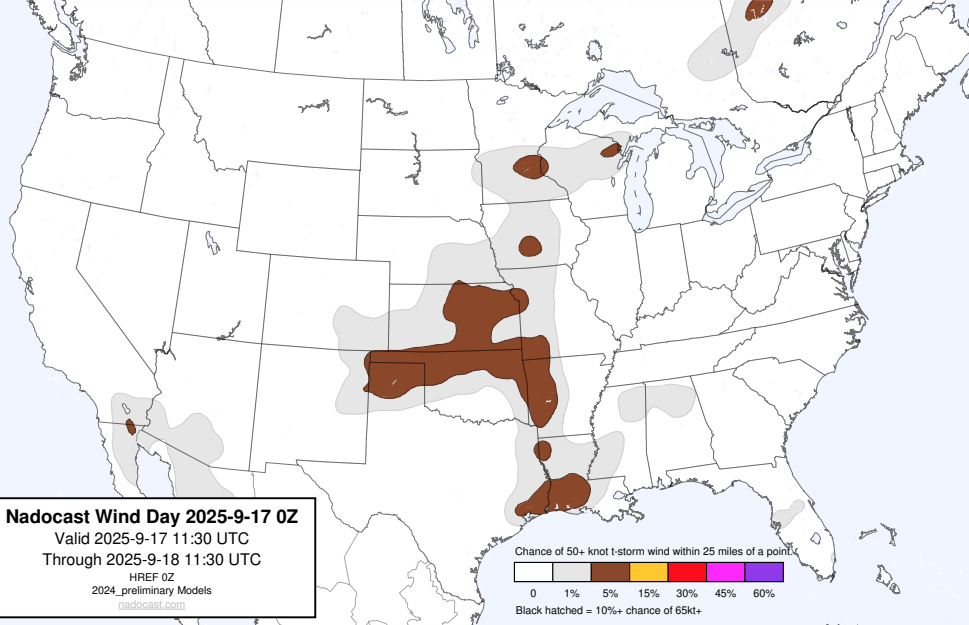 Nadocast Wind Day 2025-9-17 0Z
Valid 2025-9-17 11:30 UTC
Through 2025-9-18 11:30 UTC
HREF 0Z
2024_preliminary Models
nadocast.com
Chance of 50+ knot t-storm wind within 25 miles of a point.
0 1% 5% 15% 30% 45% 60%
Black hatched = 10%+ chance of 65kt+